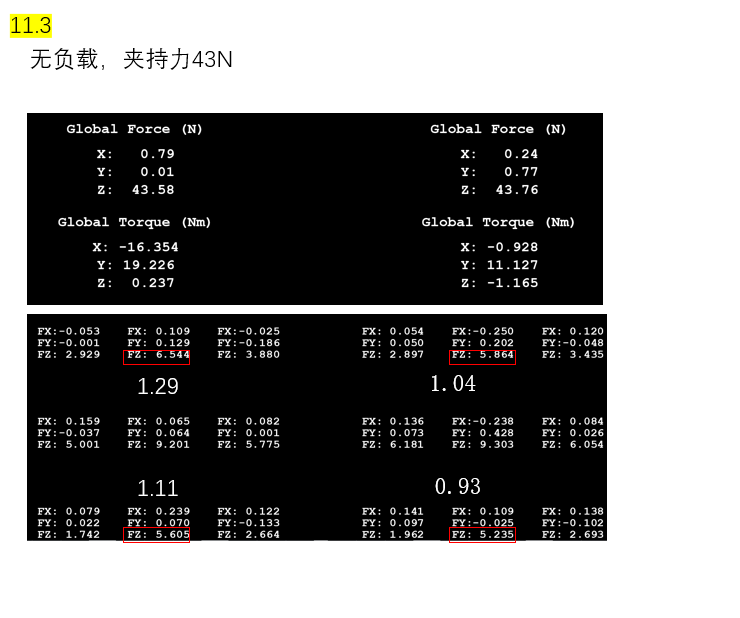 11.3
无负载，夹持力43N
Global Force (N) Global Force (N)
X: 0.79 X: 0.24
Y: 0.01 Y: 0.77
Z: 43.58 Z: 43.76
Global Torque (Nm) Global Torque (Nm)
X: -16.354 X: -0.928
Y: 19.226 Y: 11.127
Z: 0.237 Z: -1.165
FX:-0.053 FX: 0.109 FX:-0.025 FX: 0.054 FX:-0.250 FX: 0.120
FY:-0.001 FY: 0.129 FY:-0.186 FY: 0.050 FY: 0.202 FY:-0.048
FZ: 2.929 FZ: 6.544 FZ: 3.880 FZ: 2.897 FZ: 5.864 FZ: 3.435
1.29 1.04
FX: 0.159 FX: 0.065 FX: 0.082 FX: 0.136 FX:-0.238 FX: 0.084
FY:-0.037 FY: 0.064 FY: 0.001 FY: 0.073 FY: 0.428 FY: 0.026
FZ: 5.001 FZ: 9.201 FZ: 5.775 FZ: 6.181 FZ: 9.303 FZ: 6.054
1.11 0.93
FX: 0.079 FX: 0.239 FX: 0.122 FX: 0.141 FX: 0.109 FX: 0.138
FY: 0.022 FY: 0.070 FY:-0.133 FY: 0.097 FY:-0.025 FY:-0.102
FZ: 1.742 FZ: 5.605 FZ: 2.664 FZ: 1.962 FZ: 5.235 FZ: 2.693